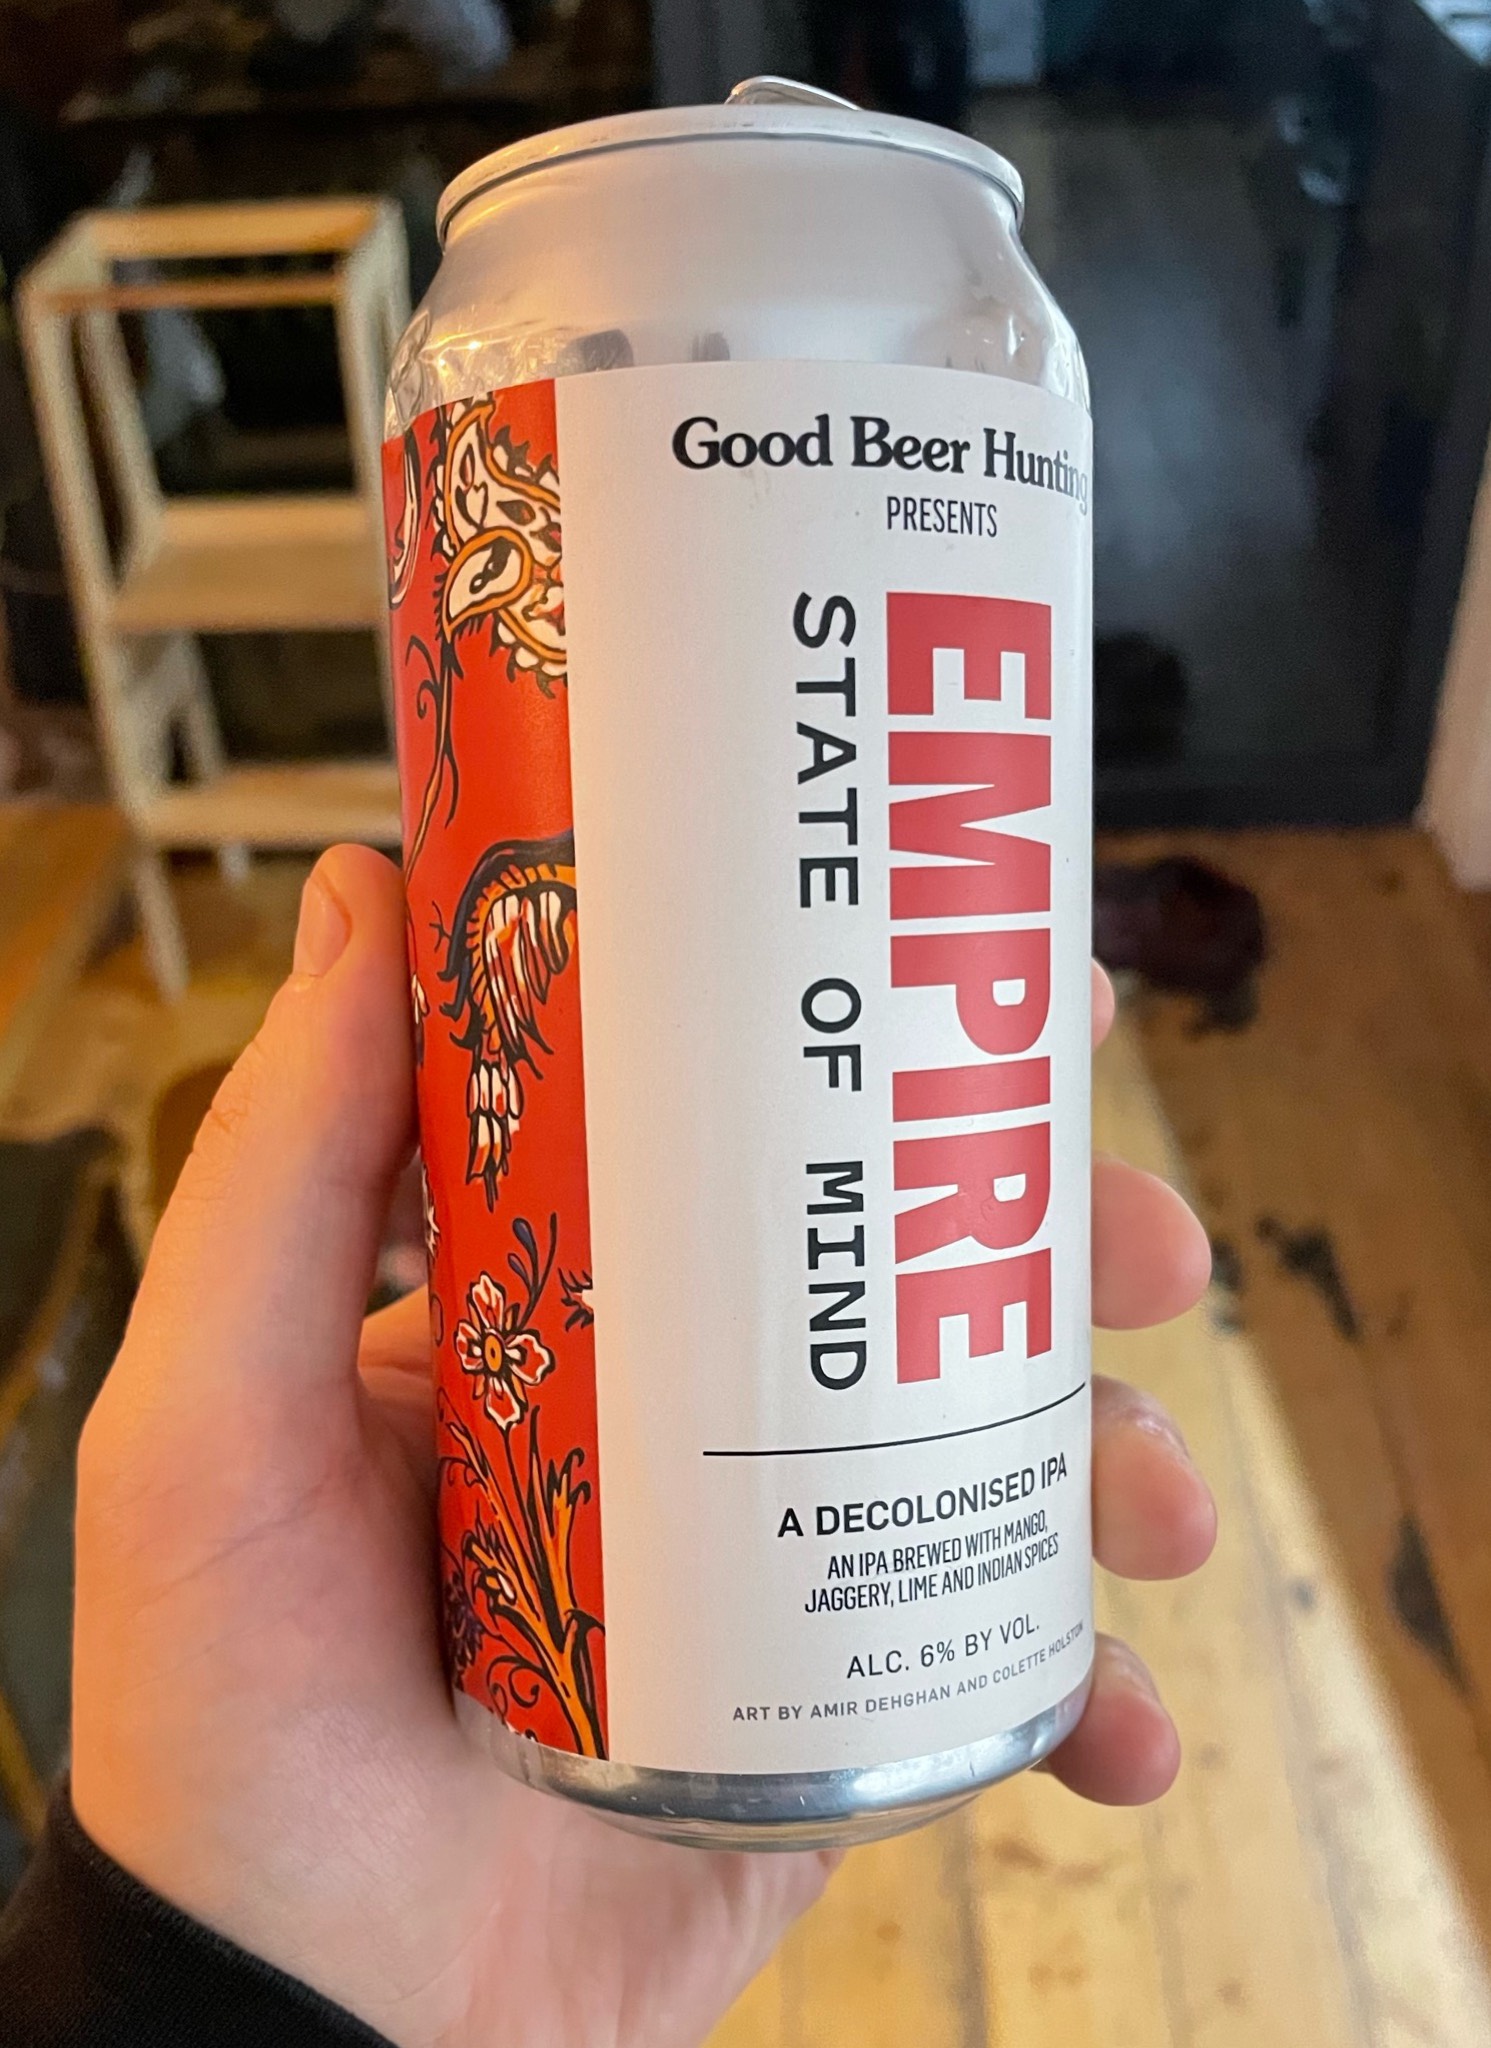 Good Beer Hunting
PRESENTS
EMPIRE
STATE OF MIND
A DECOLONISED IPA
AN IPA BREWED WITH MANGO,
JAGGERY, LIME AND INDIAN SPICES
ALC. 6% BY VOL.
ART BY AMIR DEHGHAN AND COLETTE HOLSTON